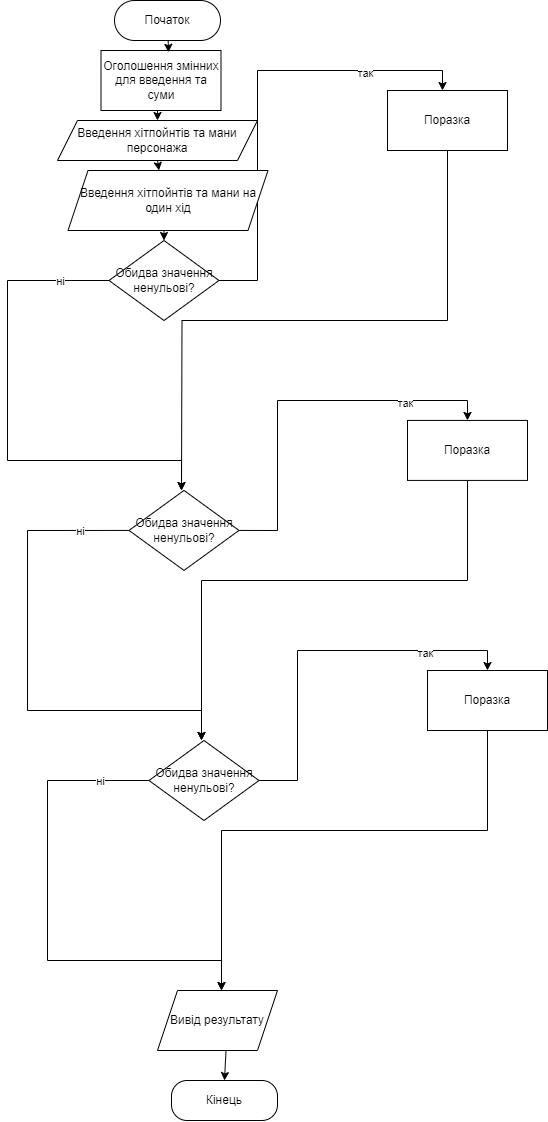 Початок
Оголошення змінних
для введення та
суми
так
Поразка
Введення хітпойнтів та мани
персонажа
Введення хітпойнтів та мани на
один хід
Обидва значення
ненульові?
ні
так
Поразка
Обидва значення
ненульові?
ні
так
Поразка
Обидва значення
ненульові?
ні
Вивід результату
Кінець